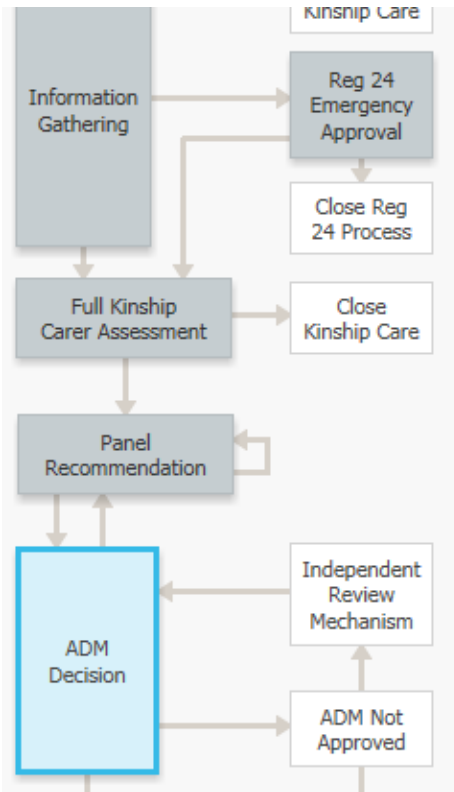 Kinship Care
Information
Gathering
Reg 24
Emergency
Approval
Close Reg
24 Process
Full Kinship
Carer Assessment
Close
Kinship Care
Panel
Recommendation
Independent
Review
Mechanism
ADM
Decision
ADM Not
Approved